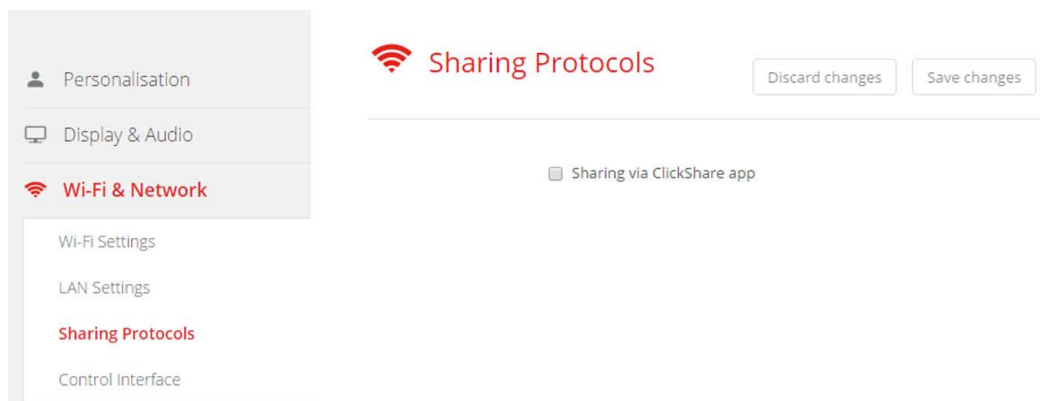 Personalisation
Display & Audio
Wi-Fi & Network
Wi-Fi Settings
LAN Settings
Sharing Protocols
Control Interface
Sharing Protocols
Discard changes
Save changes
Sharing via ClickShare app